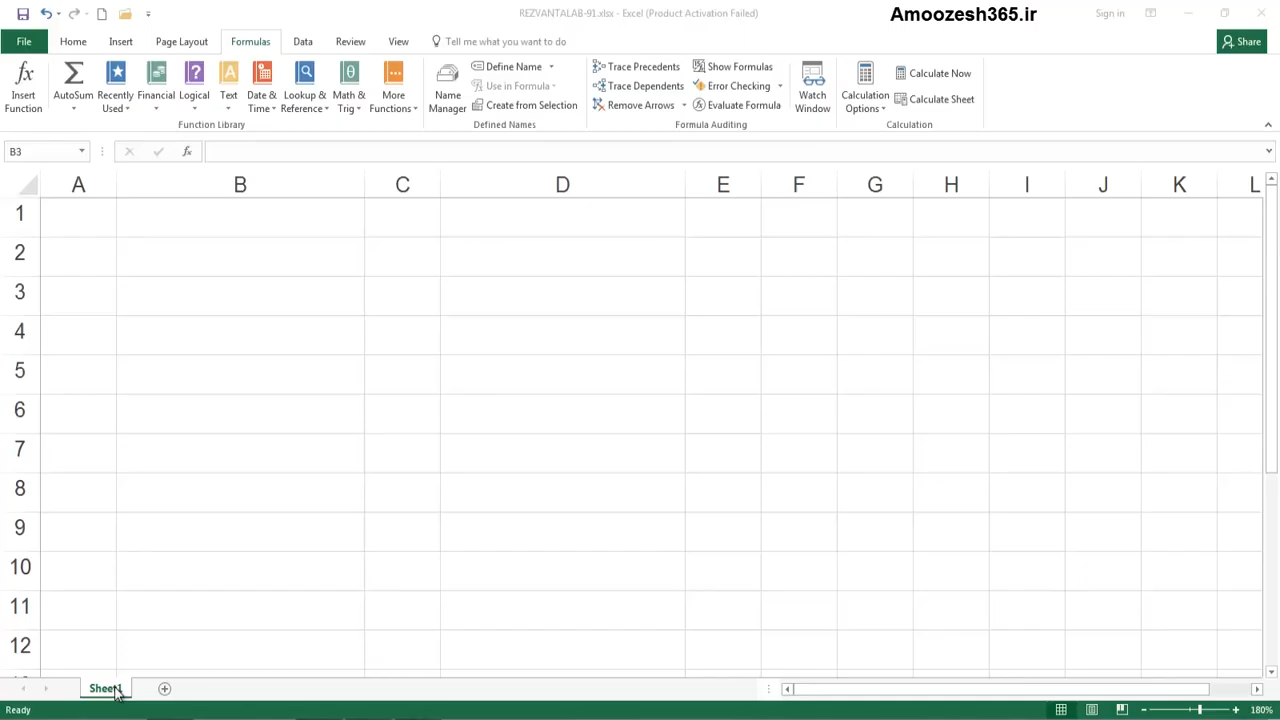 REZVANTALAB-91.xlsx - Excel (Product Activation Failed)
Amoozesh365.ir
Sign in
File Home Insert Page Layout Formulas Data Review View Tell me what you want to do Share
fx Insert Function
AutoSum
Recently Used
Financial
Logical
Text
Date & Time
Lookup & Reference
Math & Trig
More Functions
Function Library
Name Manager
Define Name
Use in Formula
Create from Selection
Defined Names
Trace Precedents
Trace Dependents
Remove Arrows
Show Formulas
Error Checking
Evaluate Formula
Formula Auditing
Watch Window
Calculation Options
Calculate Now
Calculate Sheet
Calculation
B3 fx
A B C D E F G H I J K L
1
2
3
4
5
6
7
8
9
10
11
12
Sheet1
Ready 180%